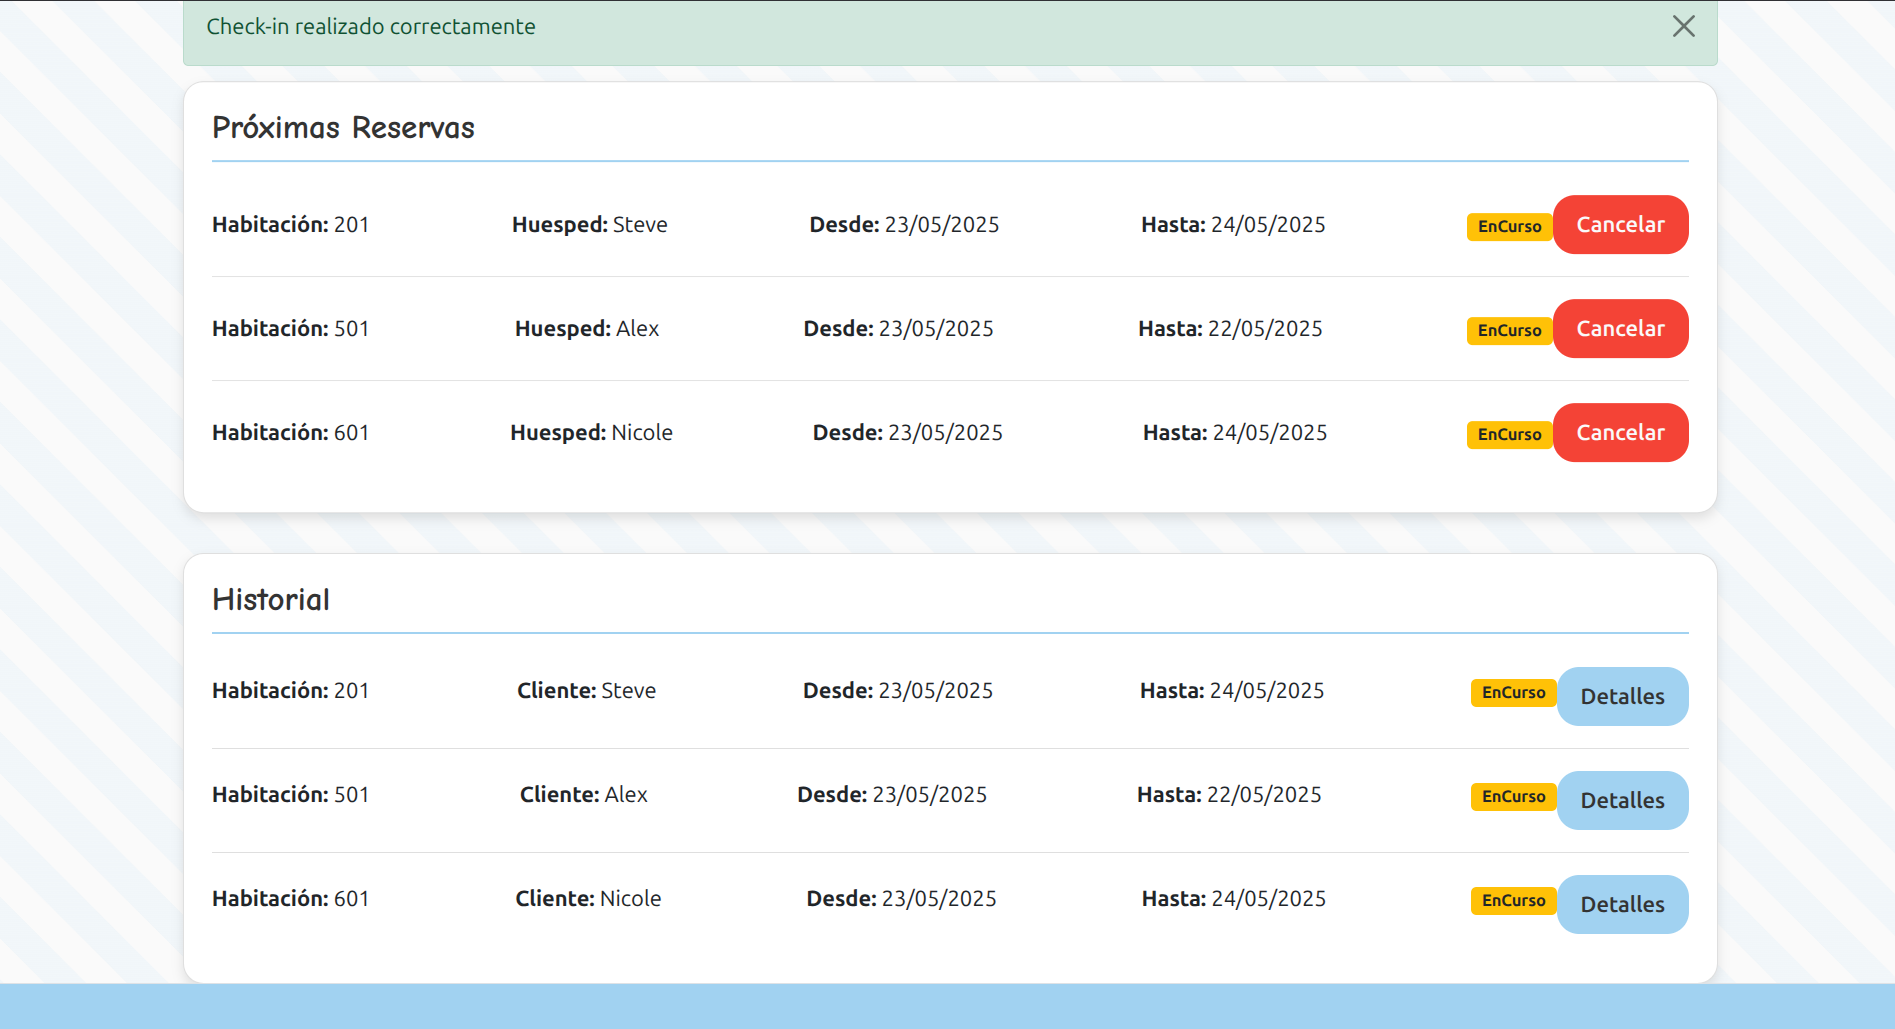 Check-in realizado correctamente
Próximas Reservas
Habitación: 201 Huesped: Steve Desde: 23/05/2025 Hasta: 24/05/2025 EnCurso Cancelar
Habitación: 501 Huesped: Alex Desde: 23/05/2025 Hasta: 22/05/2025 EnCurso Cancelar
Habitación: 601 Huesped: Nicole Desde: 23/05/2025 Hasta: 24/05/2025 EnCurso Cancelar
Historial
Habitación: 201 Cliente: Steve Desde: 23/05/2025 Hasta: 24/05/2025 EnCurso Detalles
Habitación: 501 Cliente: Alex Desde: 23/05/2025 Hasta: 22/05/2025 EnCurso Detalles
Habitación: 601 Cliente: Nicole Desde: 23/05/2025 Hasta: 24/05/2025 EnCurso Detalles